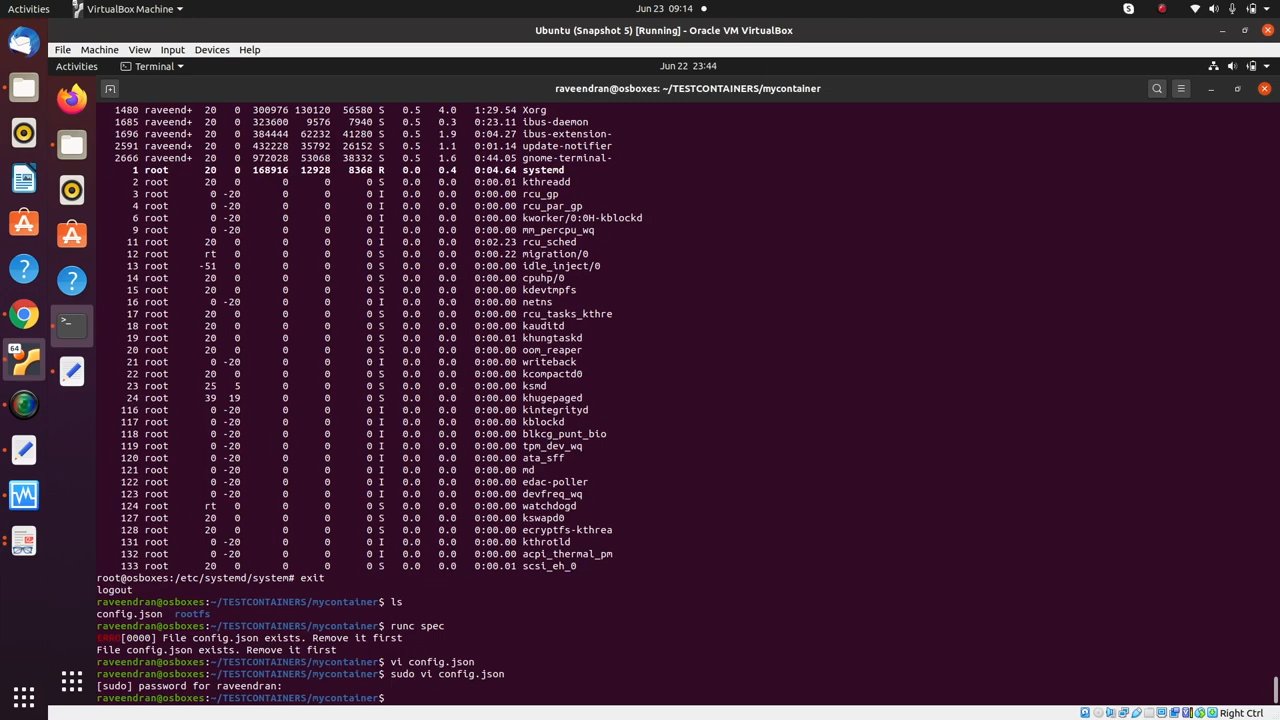 Activities VirtualBox Machine Jun 23 09:14
Ubuntu (Snapshot 5) [Running] - Oracle VM VirtualBox
File Machine View Input Devices Help
Activities Terminal Jun 22 23:44
raveendran@osboxes: ~/TESTCONTAINERS/mycontainer
1480 raveend+ 20 0 300976 130120 56580 S 0.5 4.0 1:29.54 Xorg
1685 raveend+ 20 0 323600 9576 7940 S 0.5 0.3 0:23.11 ibus-daemon
1696 raveend+ 20 0 384444 62232 41280 S 0.5 1.9 0:04.27 ibus-extension-
2591 raveend+ 20 0 432228 35792 26152 S 0.5 1.1 0:01.14 update-notifier
2666 raveend+ 20 0 972028 53068 38332 S 0.5 1.6 0:44.05 gnome-terminal-
1 root 20 0 168916 12928 8368 R 0.0 0.4 0:04.64 systemd
2 root 20 0 0 0 0 S 0.0 0.0 0:00.01 kthreadd
3 root 0 -20 0 0 0 I 0.0 0.0 0:00.00 rcu_gp
4 root 0 -20 0 0 0 I 0.0 0.0 0:00.00 rcu_par_gp
6 root 0 -20 0 0 0 I 0.0 0.0 0:00.00 kworker/0:0H-kblockd
9 root 0 -20 0 0 0 I 0.0 0.0 0:00.00 mm_percpu_wq
11 root 20 0 0 0 0 I 0.0 0.0 0:02.23 rcu_sched
12 root rt 0 0 0 0 S 0.0 0.0 0:00.22 migration/0
13 root -51 0 0 0 0 S 0.0 0.0 0:00.00 idle_inject/0
14 root 20 0 0 0 0 S 0.0 0.0 0:00.00 cpuhp/0
15 root 20 0 0 0 0 S 0.0 0.0 0:00.00 kdevtmpfs
16 root 0 -20 0 0 0 I 0.0 0.0 0:00.00 netns
17 root 20 0 0 0 0 S 0.0 0.0 0:00.00 rcu_tasks_kthre
18 root 20 0 0 0 0 S 0.0 0.0 0:00.00 kauditd
19 root 20 0 0 0 0 S 0.0 0.0 0:00.01 khungtaskd
20 root 20 0 0 0 0 S 0.0 0.0 0:00.00 oom_reaper
21 root 0 -20 0 0 0 I 0.0 0.0 0:00.00 writeback
22 root 20 0 0 0 0 S 0.0 0.0 0:00.00 kcompactd0
23 root 25 5 0 0 0 S 0.0 0.0 0:00.00 ksmd
24 root 39 19 0 0 0 S 0.0 0.0 0:00.00 khugepaged
116 root 0 -20 0 0 0 I 0.0 0.0 0:00.00 kintegrityd
117 root 0 -20 0 0 0 I 0.0 0.0 0:00.00 kblockd
118 root 0 -20 0 0 0 I 0.0 0.0 0:00.00 blkcg_punt_bio
119 root 0 -20 0 0 0 I 0.0 0.0 0:00.00 tpm_dev_wq
120 root 0 -20 0 0 0 I 0.0 0.0 0:00.00 ata_sff
121 root 0 -20 0 0 0 I 0.0 0.0 0:00.00 md
122 root 0 -20 0 0 0 I 0.0 0.0 0:00.00 edac-poller
123 root 0 -20 0 0 0 I 0.0 0.0 0:00.00 devfreq_wq
124 root rt 0 0 0 0 S 0.0 0.0 0:00.00 watchdogd
127 root 20 0 0 0 0 S 0.0 0.0 0:00.00 kswapd0
128 root 20 0 0 0 0 S 0.0 0.0 0:00.00 ecryptfs-kthrea
131 root 0 -20 0 0 0 I 0.0 0.0 0:00.00 kthrotld
132 root 0 -20 0 0 0 I 0.0 0.0 0:00.00 acpi_thermal_pm
133 root 20 0 0 0 0 S 0.0 0.0 0:00.01 scsi_eh_0
root@osboxes:/etc/systemd/system# exit
logout
raveendran@osboxes:~/TESTCONTAINERS/mycontainer$ ls
config.json rootfs
raveendran@osboxes:~/TESTCONTAINERS/mycontainer$ runc spec
ERRO[0000] File config.json exists. Remove it first
File config.json exists. Remove it first
raveendran@osboxes:~/TESTCONTAINERS/mycontainer$ vi config.json
raveendran@osboxes:~/TESTCONTAINERS/mycontainer$ sudo vi config.json
[sudo] password for raveendran:
raveendran@osboxes:~/TESTCONTAINERS/mycontainer$
64
Right Ctrl